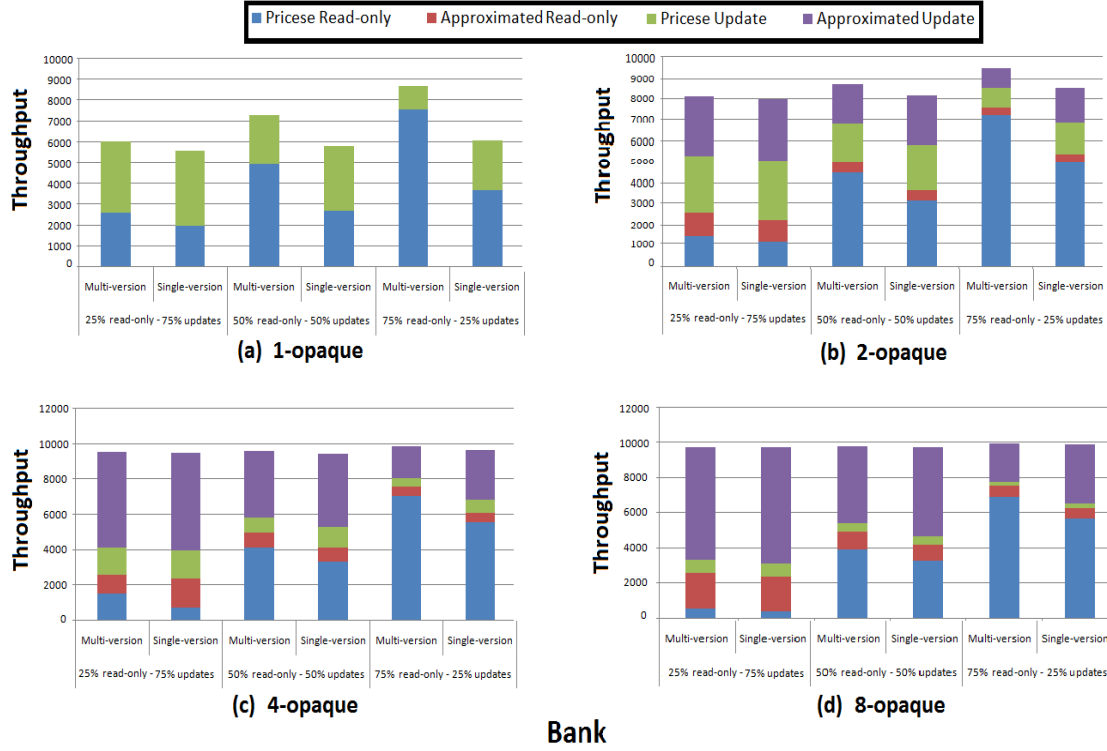 Pricese Read-only Approximated Read-only Pricese Update Approximated Update
Throughput
10000
9000
8000
7000
6000
5000
4000
3000
2000
1000
0
Multi-version Single-version Multi-version Single-version Multi-version Single-version
25% read-only - 75% updates 50% read-only - 50% updates 75% read-only - 25% updates
(a) 1-opaque
Throughput
10000
9000
8000
7000
6000
5000
4000
3000
2000
1000
0
Multi-version Single-version Multi-version Single-version Multi-version Single-version
25% read-only - 75% updates 50% read-only - 50% updates 75% read-only - 25% updates
(b) 2-opaque
Throughput
12000
10000
8000
6000
4000
2000
0
Multi-version Single-version Multi-version Single-version Multi-version Single-version
25% read-only - 75% updates 50% read-only - 50% updates 75% read-only - 25% updates
(c) 4-opaque
Throughput
12000
10000
8000
6000
4000
2000
0
Multi-version Single-version Multi-version Single-version Multi-version Single-version
25% read-only - 75% updates 50% read-only - 50% updates 75% read-only - 25% updates
(d) 8-opaque
Bank